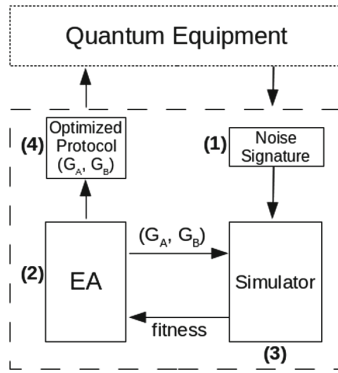 Quantum Equipment
(4)
Optimized
Protocol
(G_A, G_B)
(1)
Noise
Signature
(2)
EA
(G_A, G_B)
fitness
Simulator
(3)